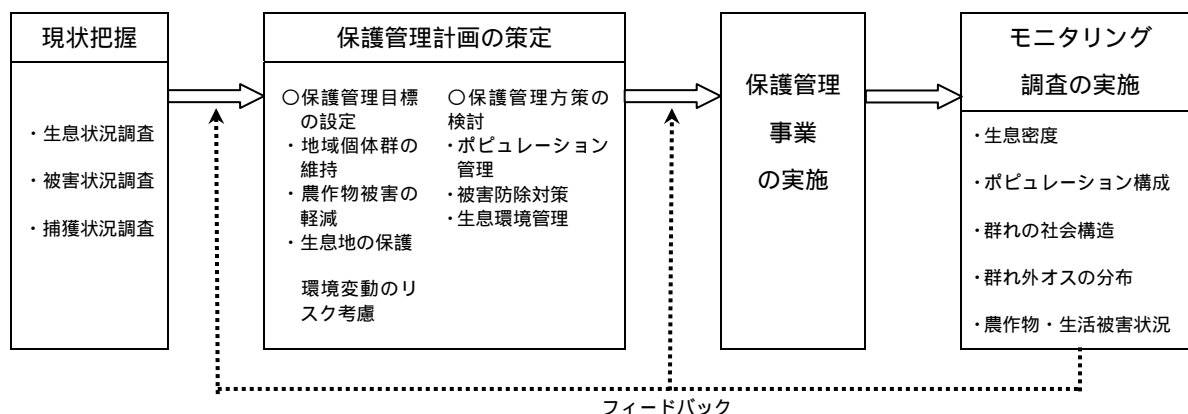 現状把握
・生息状況調査
・被害状況調査
・捕獲状況調査
保護管理計画の策定
○保護管理目標
の設定
・地域個体群の
維持
・農作物被害の
軽減
・生息地の保護
環境変動のリ
スク考慮
○保護管理方策の
検討
・ポピュレーション
管理
・被害防除対策
・生息環境管理
保護管理
事業
の実施
モニタリング
調査の実施
・生息密度
・ポピュレーション構成
・群れの社会構造
・群れ外オスの分布
・農作物・生活被害状況
フィードバック